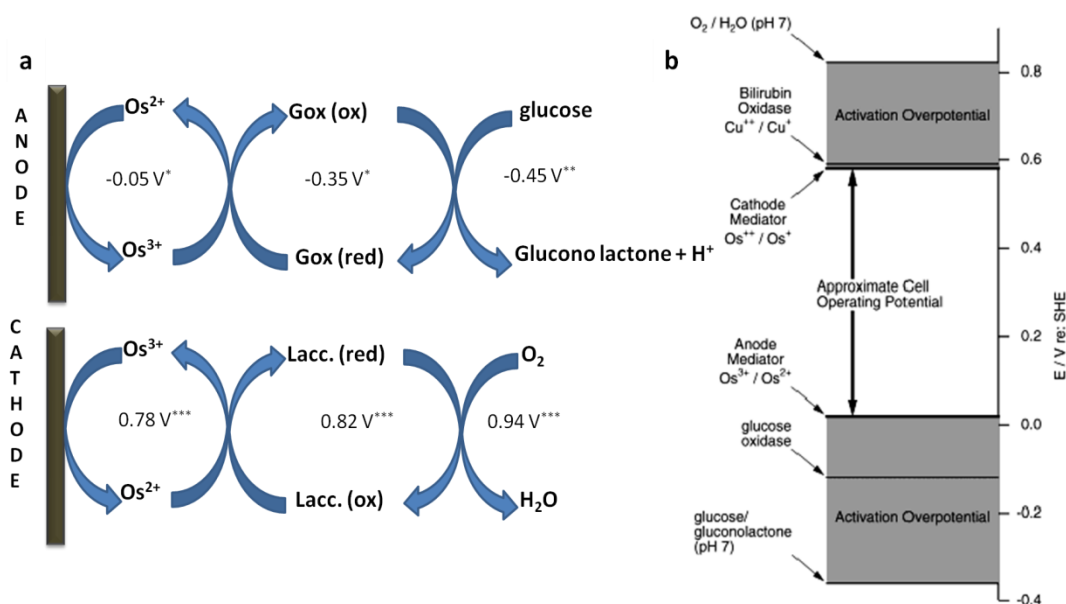 a
ANODE
Os2+
Gox (ox)
glucose
-0.05 V*
-0.35 V*
-0.45 V**
Os3+
Gox (red)
Glucono lactone + H+
CATHODE
Os3+
Lacc. (red)
O2
0.78 V***
0.82 V***
0.94 V***
Os2+
Lacc. (ox)
H2O
b
O2 / H2O (pH 7)
Bilirubin
Oxidase
Cu++ / Cu+
Cathode
Mediator
Os++ / Os+
Anode
Mediator
Os3+ / Os2+
glucose
oxidase
glucose/
gluconolactone
(pH 7)
Activation Overpotential
Approximate Cell
Operating Potential
Activation Overpotential
0.8
0.6
0.4
0.2
0.0
-0.2
-0.4
E / V re: SHE